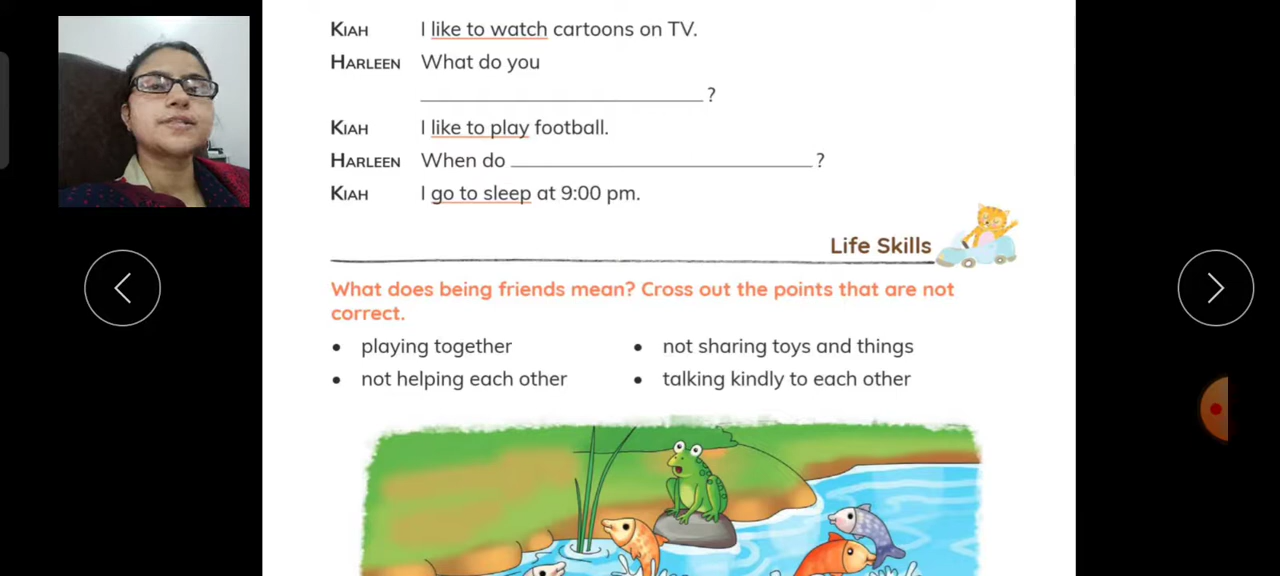 KIAH I like to watch cartoons on TV.
HARLEEN What do you
?
KIAH I like to play football.
HARLEEN When do ?
KIAH I go to sleep at 9:00 pm.
Life Skills
What does being friends mean? Cross out the points that are not
correct.
• playing together • not sharing toys and things
• not helping each other • talking kindly to each other